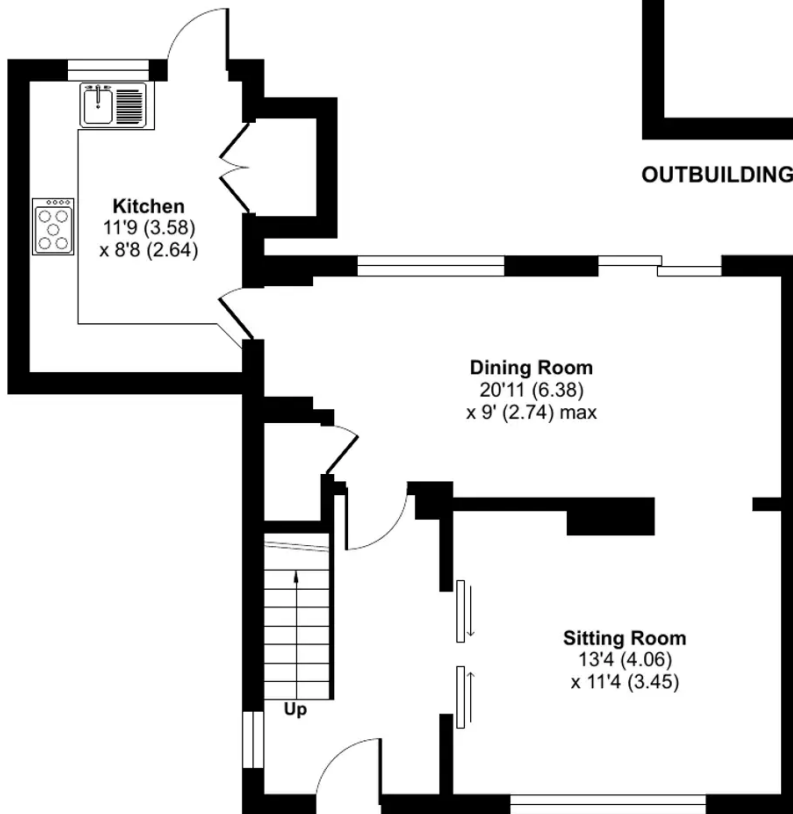 OUTBUILDING
Kitchen
11'9 (3.58)
x 8'8 (2.64)
Dining Room
20'11 (6.38)
x 9' (2.74) max
Sitting Room
13'4 (4.06)
x 11'4 (3.45)
Up